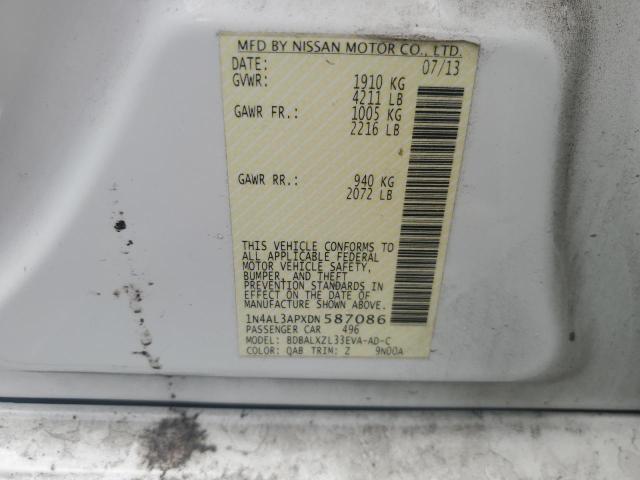 MFD BY NISSAN MOTOR CO., LTD.
DATE: 07/13
GVWR: 1910 KG
4211 LB
GAWR FR.: 1005 KG
2216 LB
GAWR RR.: 940 KG
2072 LB
THIS VEHICLE CONFORMS TO
ALL APPLICABLE FEDERAL
MOTOR VEHICLE SAFETY,
BUMPER, AND THEFT
PREVENTION STANDARDS IN
EFFECT ON THE DATE OF
MANUFACTURE SHOWN ABOVE.
1N4AL3APXDN587086
PASSENGER CAR 496
MODEL: BDBALXZL33EVA-AD-C
COLOR: QAB TRIM: Z 9N00A